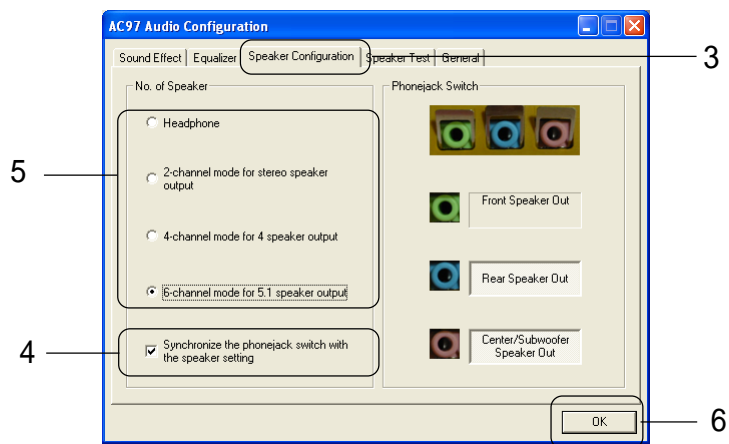 AC97 Audio Configuration
Sound Effect
Equalizer
Speaker Configuration
Speaker Test
General
3
No. of Speaker
Phonejack Switch
5
Headphone
2-channel mode for stereo speaker
output
4-channel mode for 4 speaker output
6-channel mode for 5.1 speaker output
Front Speaker Out
Rear Speaker Out
4
Synchronize the phonejack switch with
the speaker setting
Center/Subwoofer
Speaker Out
OK
6